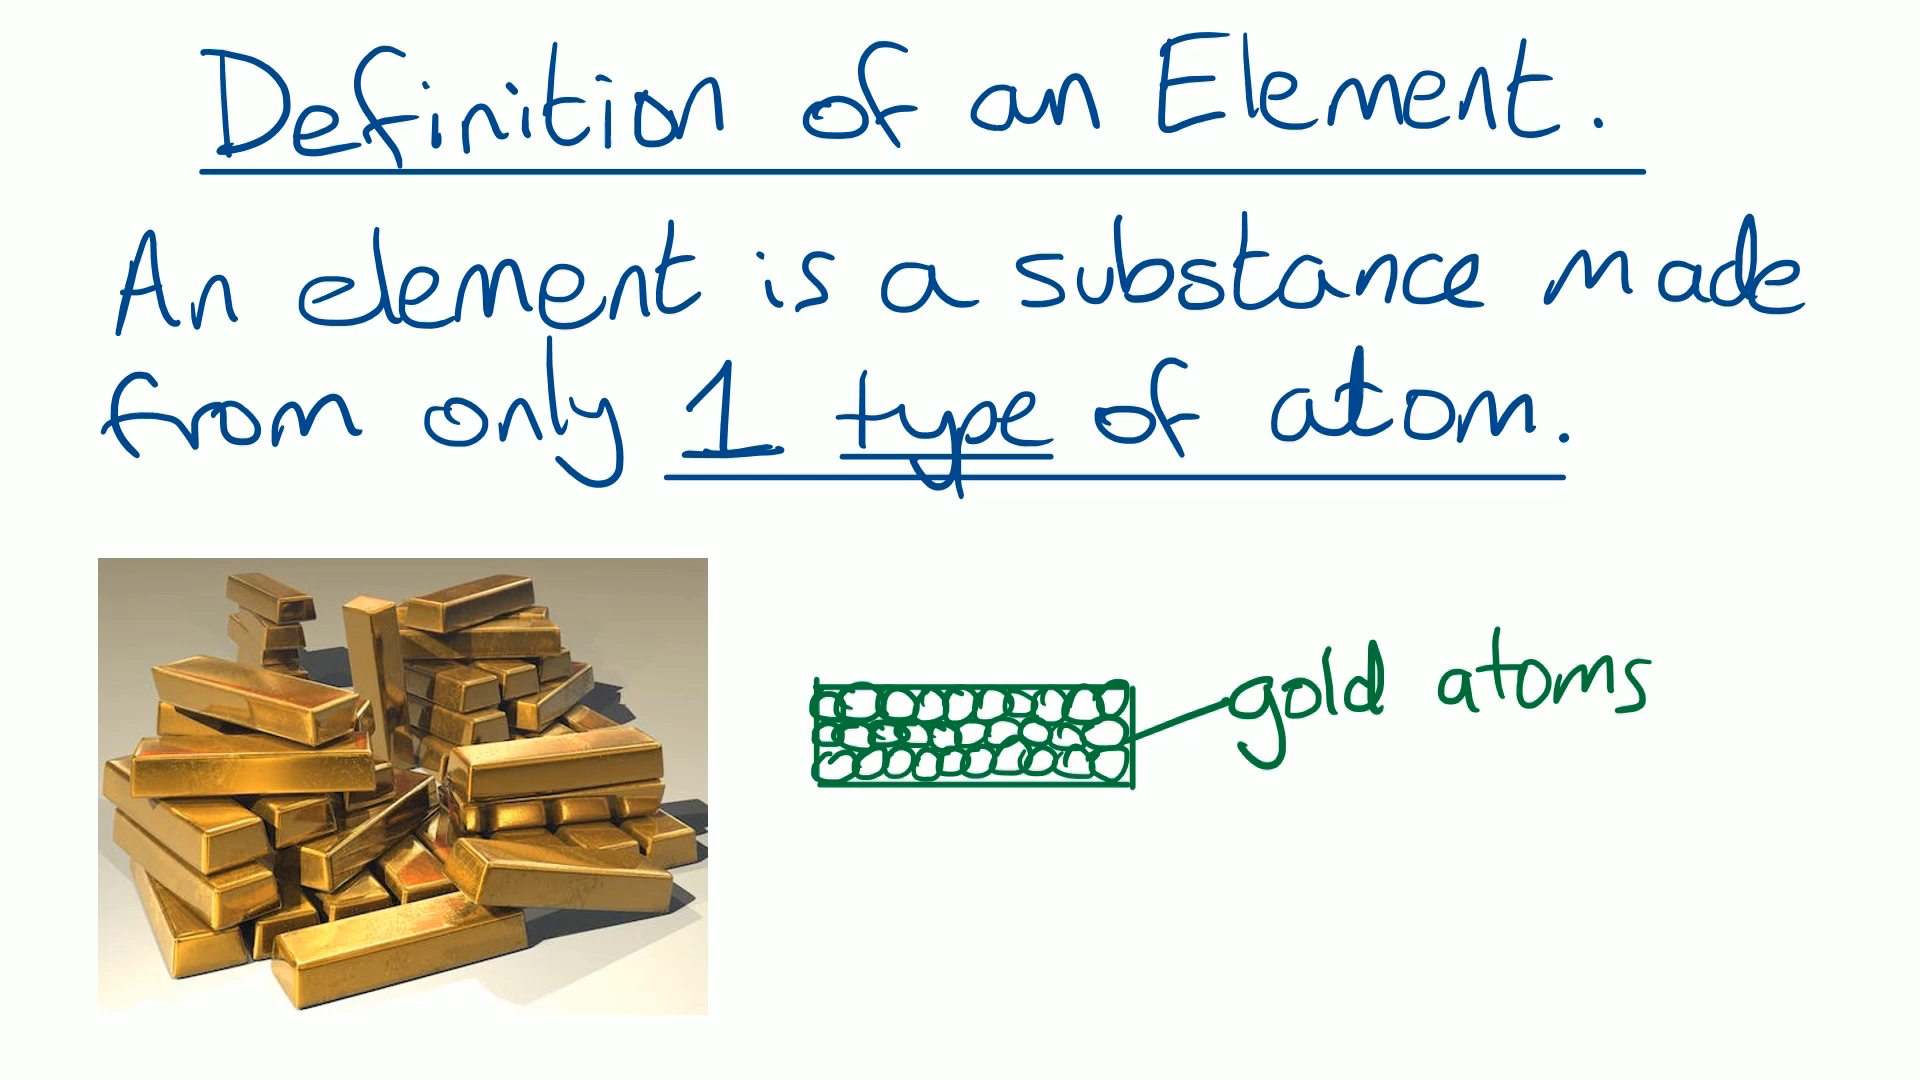 Definition of an Element.
An element is a substance made
from only 1 type of atom.
gold atoms